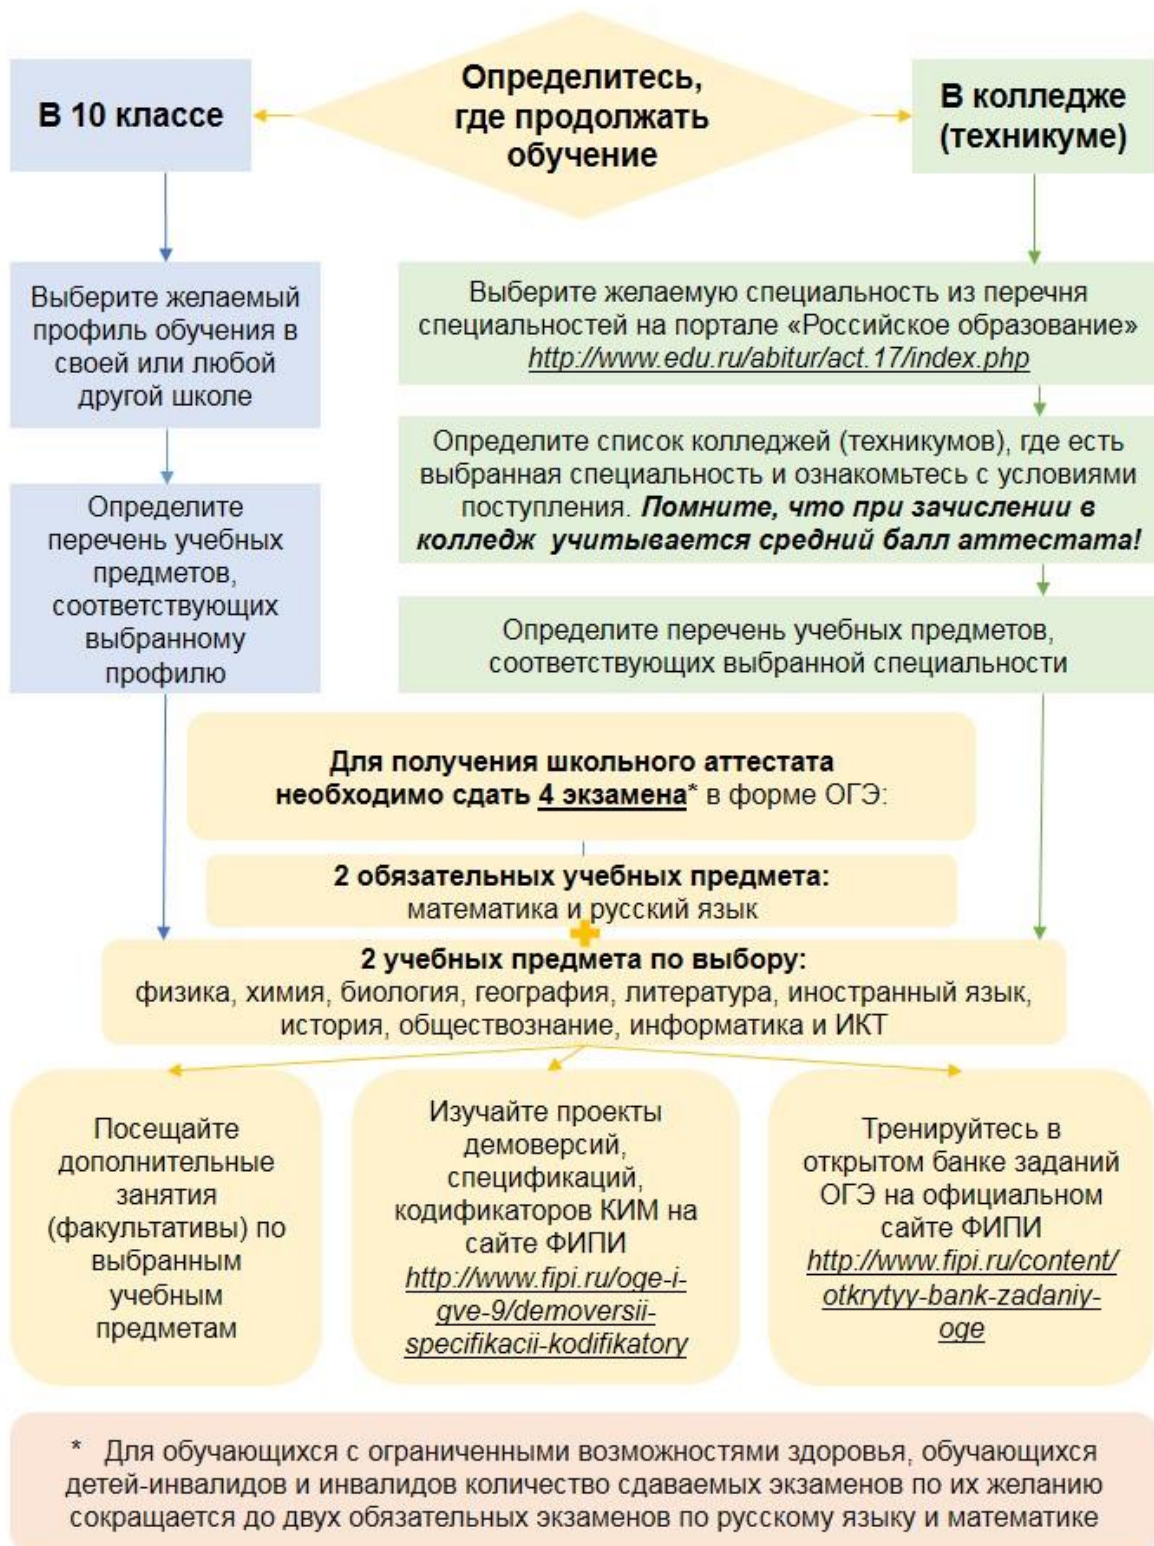 Определитесь,
где продолжать
обучение
В 10 классе
В колледже
(техникуме)
Выберите желаемый
профиль обучения в
своей или любой
другой школе
Определите
перечень учебных
предметов,
соответствующих
выбранному
профилю
Выберите желаемую специальность из перечня
специальностей на портале «Российское образование»
http://www.edu.ru/abitur/act.17/index.php
Определите список колледжей (техникумов), где есть
выбранная специальность и ознакомьтесь с условиями
поступления. Помните, что при зачислении в
колледж учитывается средний балл аттестата!
Определите перечень учебных предметов,
соответствующих выбранной специальности
Для получения школьного аттестата
необходимо сдать 4 экзамена* в форме ОГЭ:
2 обязательных учебных предмета:
математика и русский язык
2 учебных предмета по выбору:
физика, химия, биология, география, литература, иностранный язык,
история, обществознание, информатика и ИКТ
Посещайте
дополнительные
занятия
(факультативы) по
выбранным
учебным
предметам
Изучайте проекты
демоверсий,
спецификаций,
кодификаторов КИМ на
сайте ФИПИ
http://www.fipi.ru/oge-i-
gve-9/demoversii-
specifikacii-kodifikatory
Тренируйтесь в
открытом банке заданий
ОГЭ на официальном
сайте ФИПИ
http://www.fipi.ru/content/
otkrytyy-bank-zadaniy-
oge
* Для обучающихся с ограниченными возможностями здоровья, обучающихся
детей-инвалидов и инвалидов количество сдаваемых экзаменов по их желанию
сокращается до двух обязательных экзаменов по русскому языку и математике